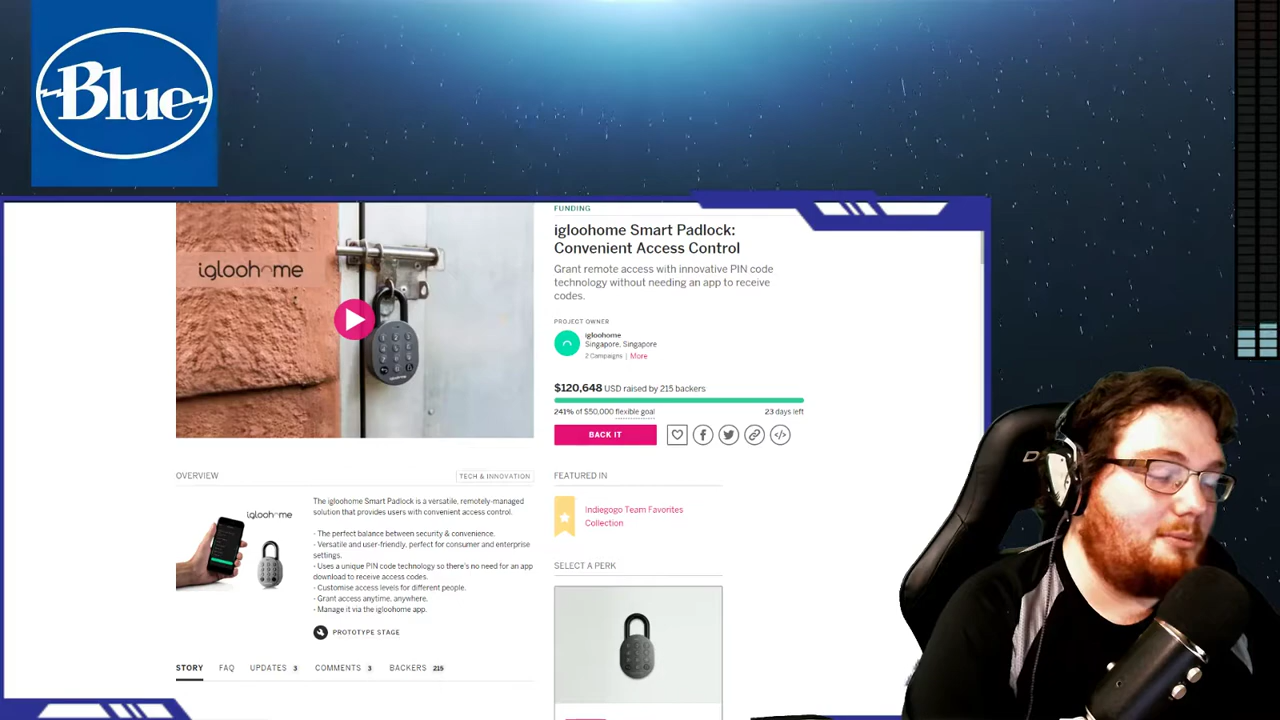 Blue
igloohome
FUNDING
igloohome Smart Padlock:
Convenient Access Control
Grant remote access with innovative PIN code
technology without needing an app to receive
codes.
PROJECT OWNER
igloohome
Singapore, Singapore
2 Campaigns | More
$120,648 USD raised by 215 backers
241% of $50,000 flexible goal
23 days left
BACK IT
OVERVIEW
TECH & INNOVATION
igloohome
The igloohome Smart Padlock is a versatile, remotely-managed
solution that provides users with convenient access control.
- The perfect balance between security & convenience.
- Versatile and user-friendly, perfect for consumer and enterprise
settings.
- Uses a unique PIN code technology so there's no need for an app
download to receive access codes.
- Customise access levels for different people.
- Grant access anytime, anywhere.
- Manage it via the igloohome app.
PROTOTYPE STAGE
FEATURED IN
Indiegogo Team Favorites
Collection
SELECT A PERK
STORY FAQ UPDATES 3 COMMENTS 3 BACKERS 215